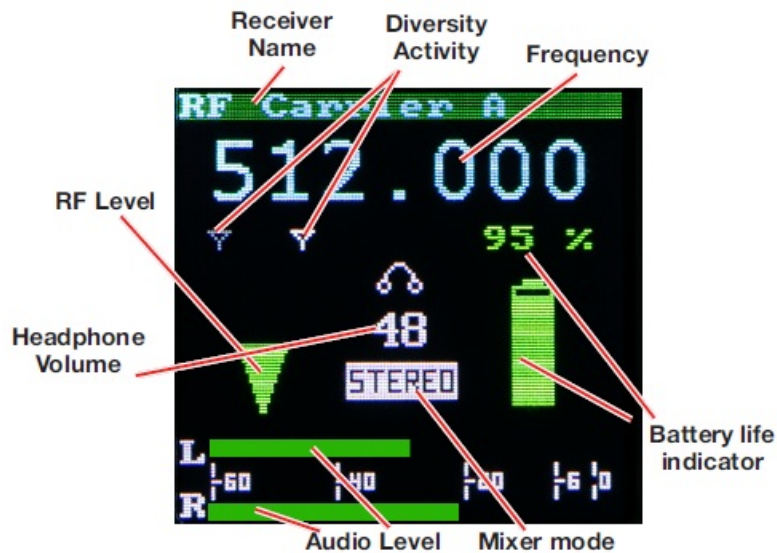 Receiver
Name
Diversity
Activity
Frequency
RF Carrier A
512.000
RF Level
95 %
Headphone
Volume
48
STEREO
Battery life
indicator
L
-60 -40 -20 -6 0
R
Audio Level
Mixer mode